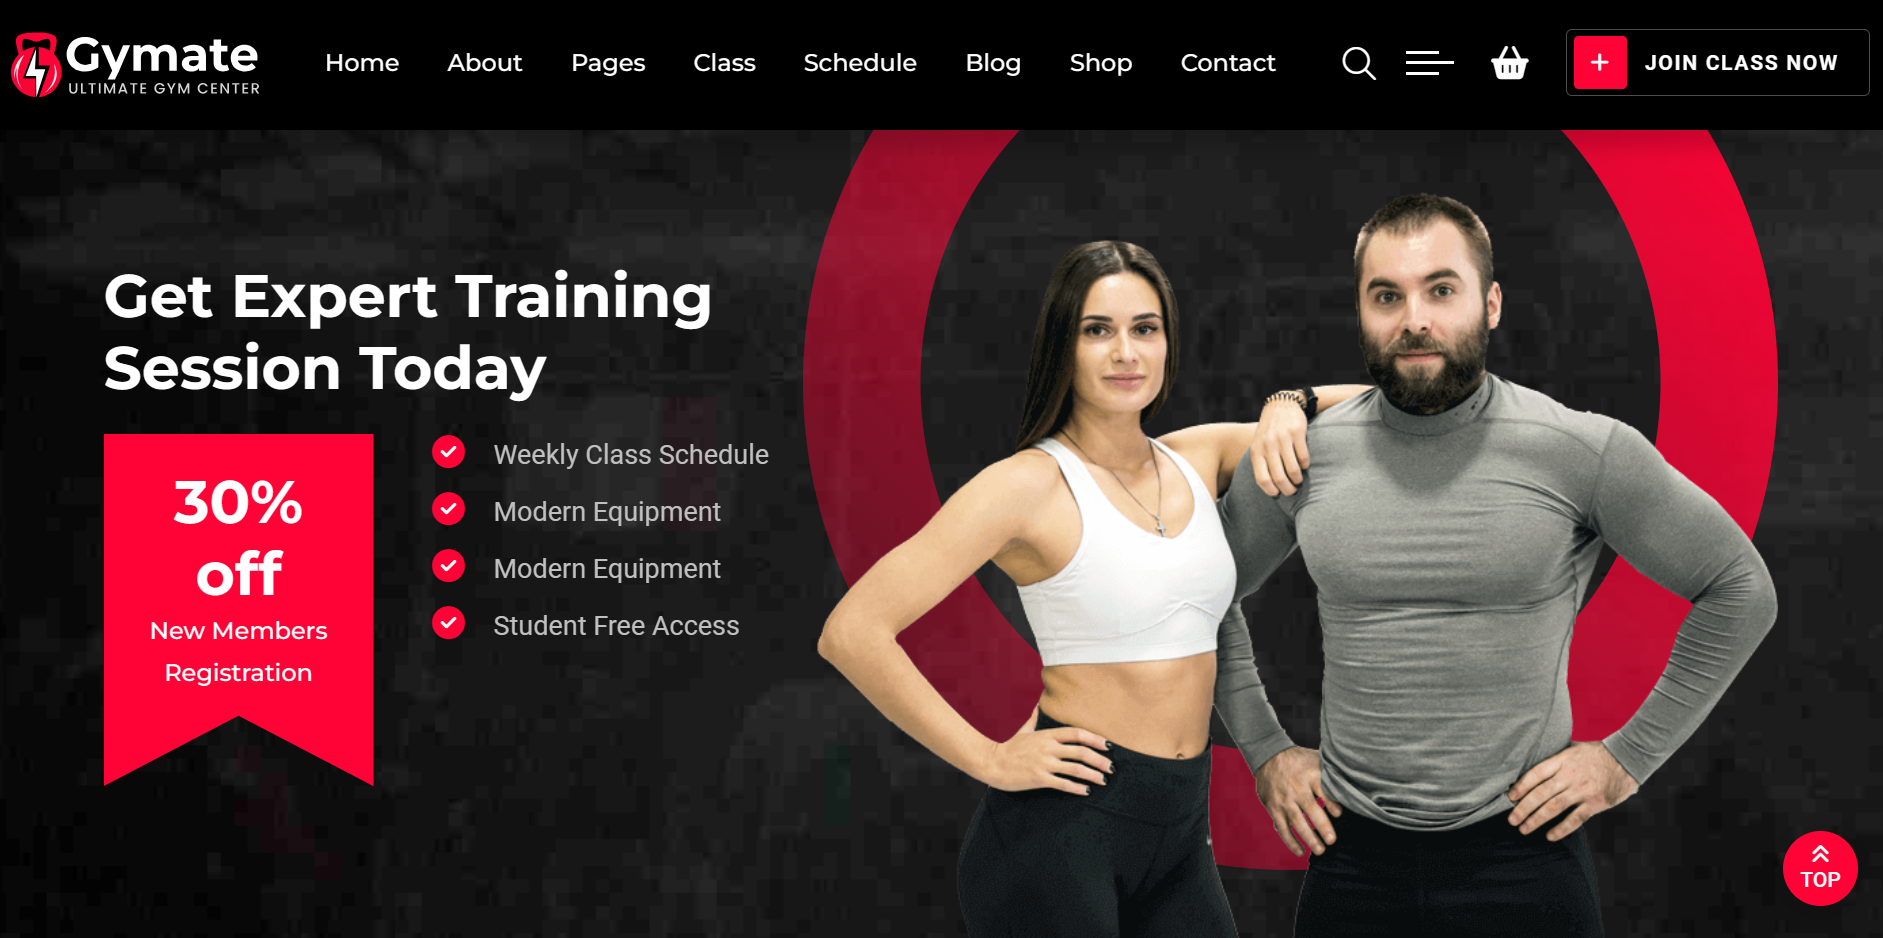 Gymate
ULTIMATE GYM CENTER
Home About Pages Class Schedule Blog Shop Contact
JOIN CLASS NOW
Get Expert Training
Session Today
30%
off
New Members
Registration
Weekly Class Schedule
Modern Equipment
Modern Equipment
Student Free Access
TOP